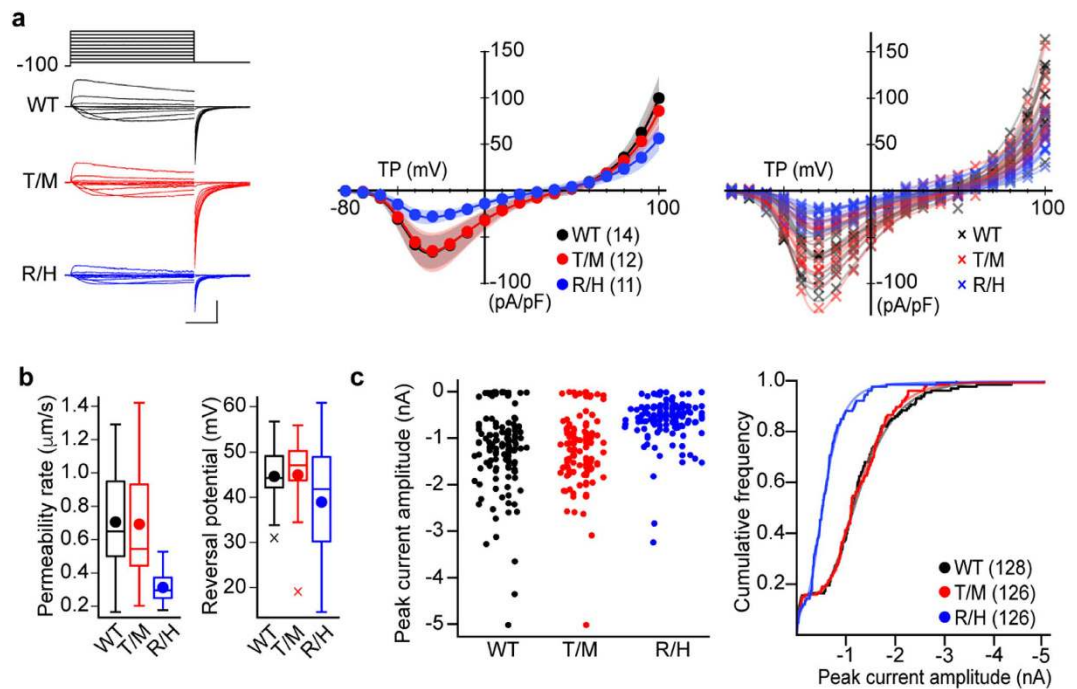 a
-100
WT
T/M
R/H
150
100
50
TP (mV)
-80
100
WT (14)
T/M (12)
R/H (11)
-100
(pA/pF)
150
100
50
TP (mV)
100
WT
T/M
R/H
-100
(pA/pF)
b
Permeability rate (μm/s)
1.4
1.2
1.0
0.8
0.6
0.4
0.2
WT
T/M
R/H
Reversal potential (mV)
60
50
40
30
20
WT
T/M
R/H
c
Peak current amplitude (nA)
0
-1
-2
-3
-4
-5
WT
T/M
R/H
Cumulative frequency
1.0
0.8
0.6
0.4
0.2
WT (128)
T/M (126)
R/H (126)
-1
-2
-3
-4
-5
Peak current amplitude (nA)